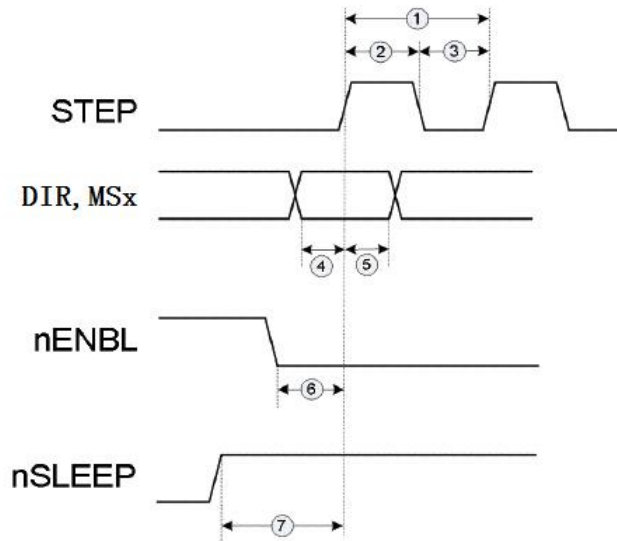 ①
② ③
STEP
DIR, MSx
④ ⑤
nENBL
⑥
nSLEEP
⑦